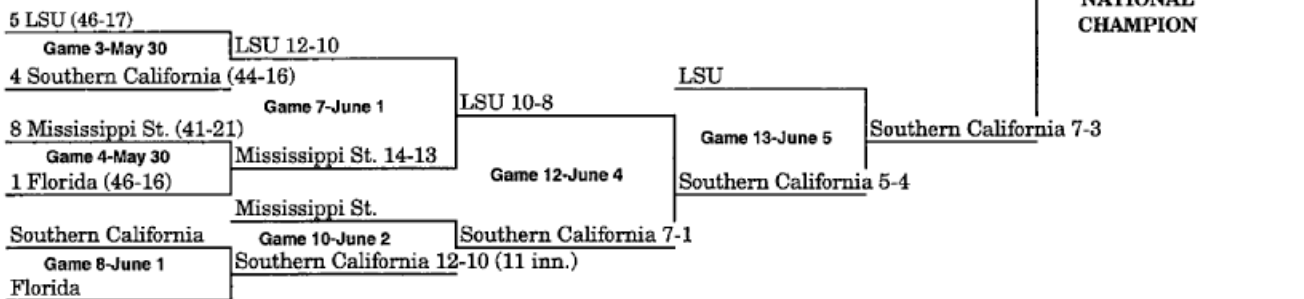 NATIONAL
CHAMPION
5 LSU (46-17)
Game 3-May 30
LSU 12-10
4 Southern California (44-16)
Game 7-June 1
LSU 10-8
8 Mississippi St. (41-21)
Game 4-May 30
Mississippi St. 14-13
1 Florida (46-16)
Game 12-June 4
LSU
Game 13-June 5
Southern California 7-3
Southern California 5-4
Mississippi St.
Southern California
Game 10-June 2
Southern California 7-1
Game 8-June 1
Southern California 12-10 (11 inn.)
Florida